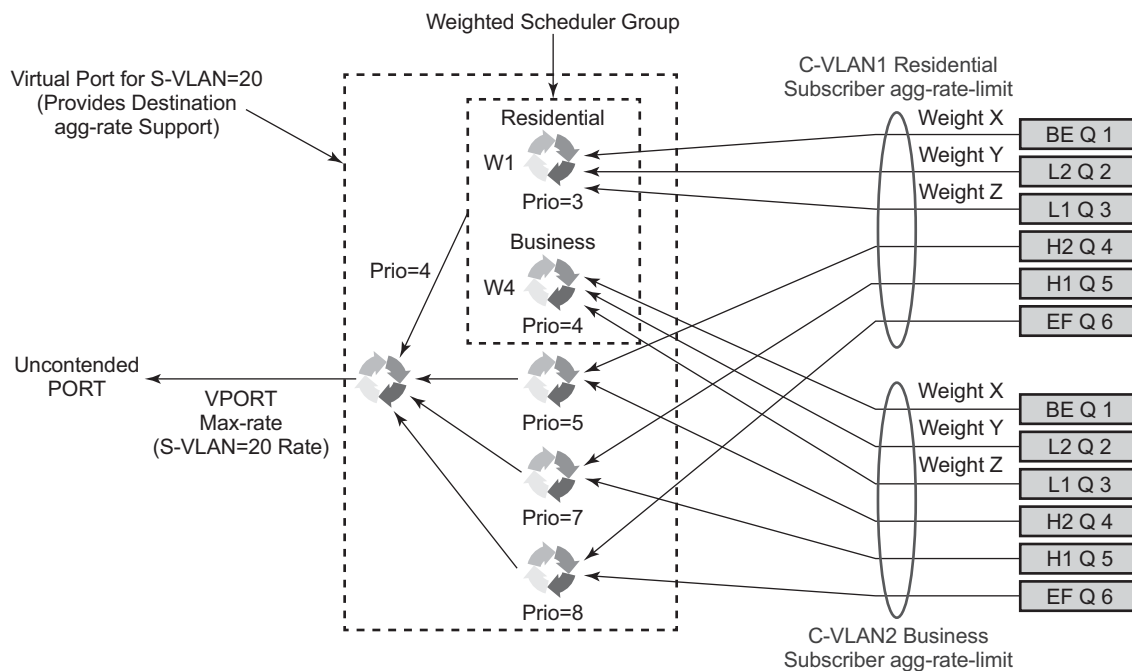 Weighted Scheduler Group
Virtual Port for S-VLAN=20
(Provides Destination
agg-rate Support)
C-VLAN1 Residential
Subscriber agg-rate-limit
Residential
W1
Prio=3
Business
W4
Prio=4
Prio=4
Weight X
Weight Y
Weight Z
BE Q 1
L2 Q 2
L1 Q 3
H2 Q 4
H1 Q 5
EF Q 6
Uncontended
PORT
VPORT
Max-rate
(S-VLAN=20 Rate)
Prio=5
Prio=7
Prio=8
Weight X
Weight Y
Weight Z
BE Q 1
L2 Q 2
L1 Q 3
H2 Q 4
H1 Q 5
EF Q 6
C-VLAN2 Business
Subscriber agg-rate-limit